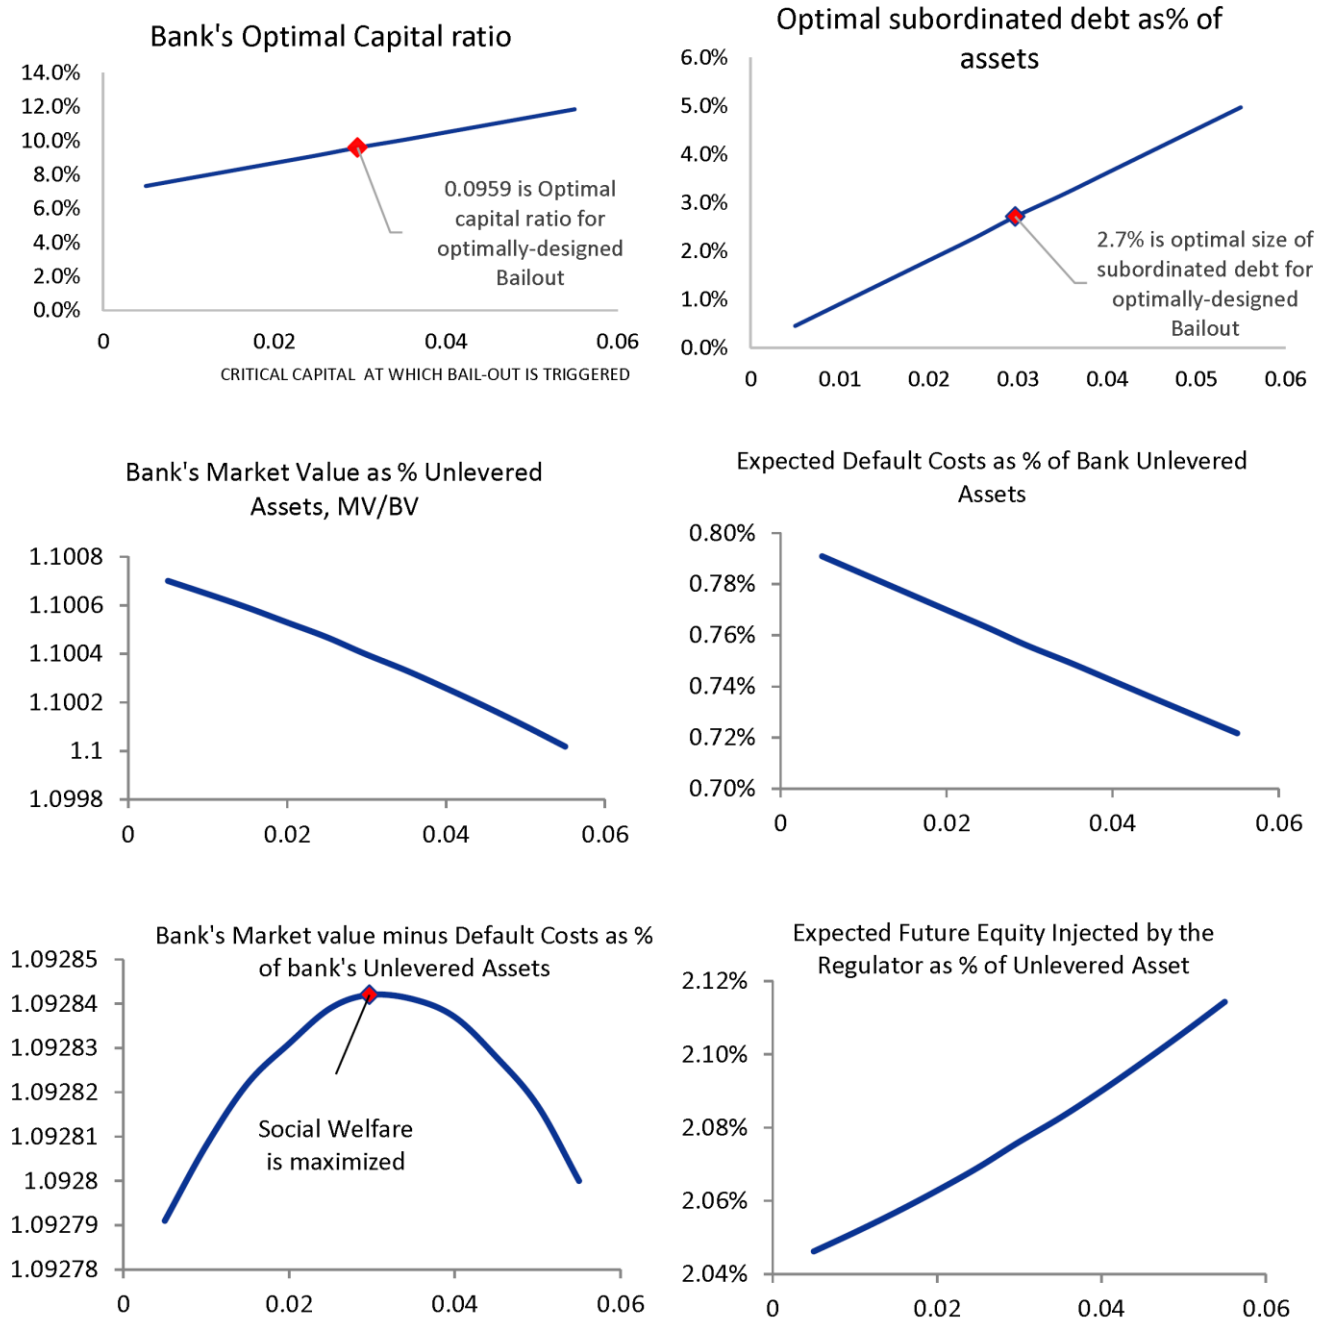 Bank's Optimal Capital ratio
14.0%
12.0%
10.0%
8.0%
6.0%
4.0%
2.0%
0.0%
0.0959 is Optimal
capital ratio for
optimally-designed
Bailout
0 0.02 0.04 0.06
CRITICAL CAPITAL AT WHICH BAIL-OUT IS TRIGGERED
Optimal subordinated debt as% of
assets
6.0%
5.0%
4.0%
3.0%
2.0%
1.0%
0.0%
2.7% is optimal size of
subordinated debt for
optimally-designed
Bailout
0 0.01 0.02 0.03 0.04 0.05 0.06
Bank's Market Value as % Unlevered
Assets, MV/BV
1.1008
1.1006
1.1004
1.1002
1.1
1.0998
0 0.02 0.04 0.06
Expected Default Costs as % of Bank Unlevered
Assets
0.80%
0.78%
0.76%
0.74%
0.72%
0.70%
0 0.02 0.04 0.06
Bank's Market value minus Default Costs as %
of bank's Unlevered Assets
1.09285
1.09284
1.09283
1.09282
1.09281
1.0928
1.09279
1.09278
Social Welfare
is maximized
0 0.02 0.04 0.06
Expected Future Equity Injected by the
Regulator as % of Unlevered Asset
2.12%
2.10%
2.08%
2.06%
2.04%
0 0.02 0.04 0.06